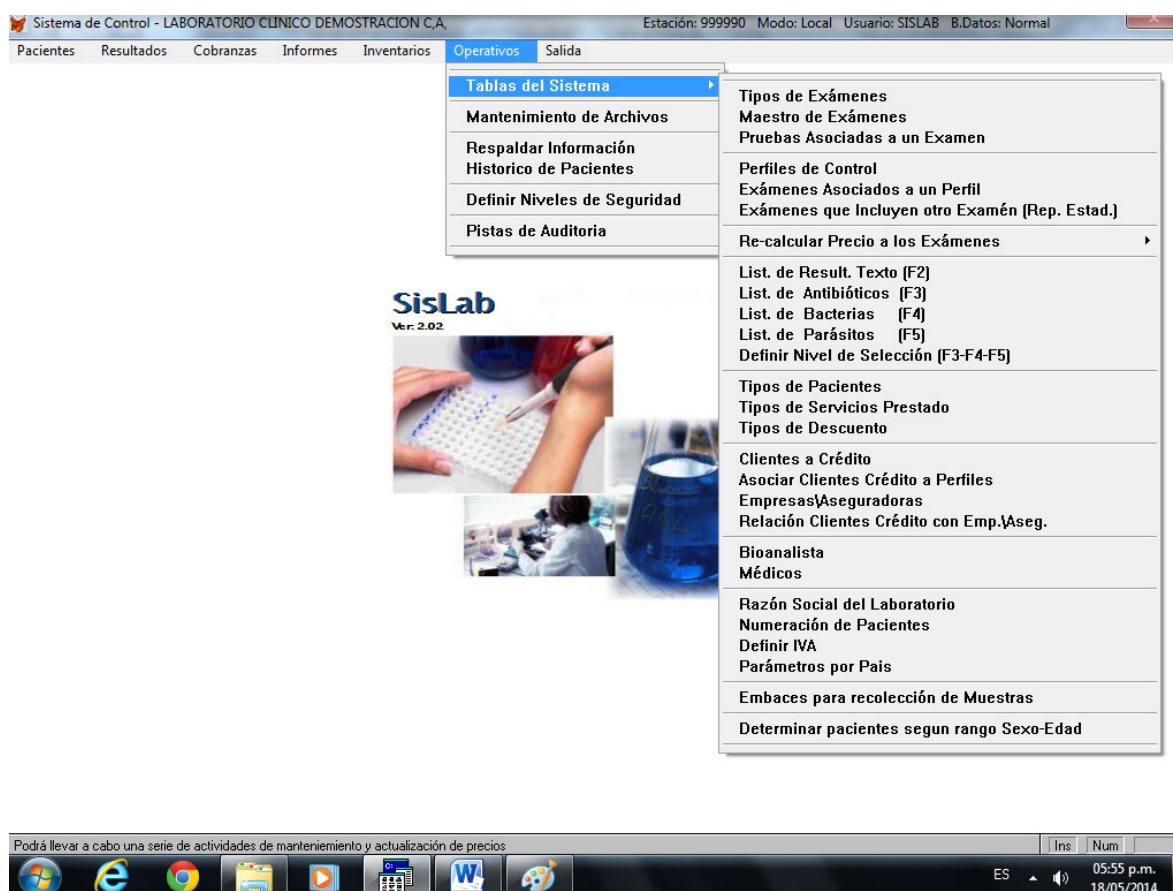 Sistema de Control - LABORATORIO CLINICO DEMOSTRACION C,A, Estación: 999990 Modo: Local Usuario: SISLAB B.Datos: Normal
Pacientes Resultados Cobranzas Informes Inventarios Operativos Salida
Tablas del Sistema
Mantenimiento de Archivos
Respaldar Información
Historico de Pacientes
Definir Niveles de Seguridad
Pistas de Auditoria
Tipos de Exámenes
Maestro de Exámenes
Pruebas Asociadas a un Examen
Perfiles de Control
Exámenes Asociados a un Perfil
Exámenes que Incluyen otro Examén (Rep. Estad.)
Re-calcular Precio a los Exámenes
List. de Result. Texto (F2)
List. de Antibióticos (F3)
List. de Bacterias (F4)
List. de Parásitos (F5)
Definir Nivel de Selección (F3-F4-F5)
Tipos de Pacientes
Tipos de Servicios Prestado
Tipos de Descuento
Clientes a Crédito
Asociar Clientes Crédito a Perfiles
Empresas\Aseguradoras
Relación Clientes Crédito con Emp.\Aseg.
Bioanalista
Médicos
Razón Social del Laboratorio
Numeración de Pacientes
Definir IVA
Parámetros por Pais
Embaces para recolección de Muestras
Determinar pacientes segun rango Sexo-Edad
SisLab
Ver: 2.02
Podrá llevar a cabo una serie de actividades de manteniemiento y actualización de precios Ins Num
ES 05:55 p.m.
18/05/2014